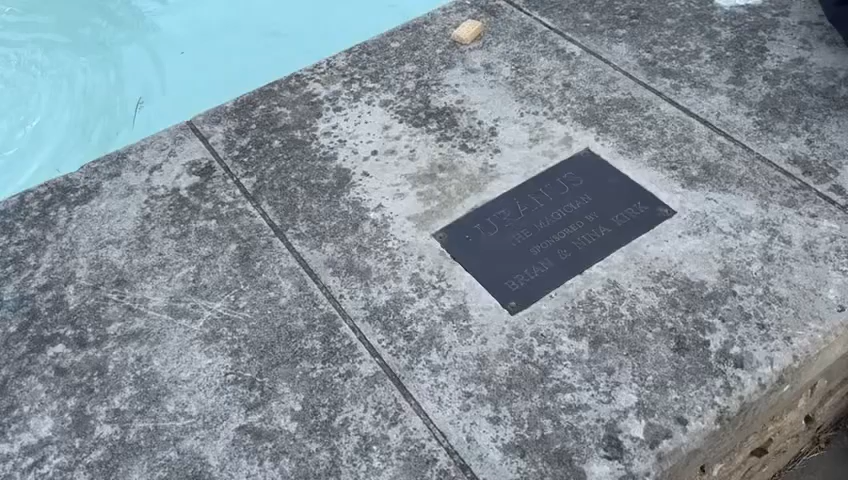 URANUS
THE MAGICIAN
SPONSORED BY
BRIAN & NINA KIRK